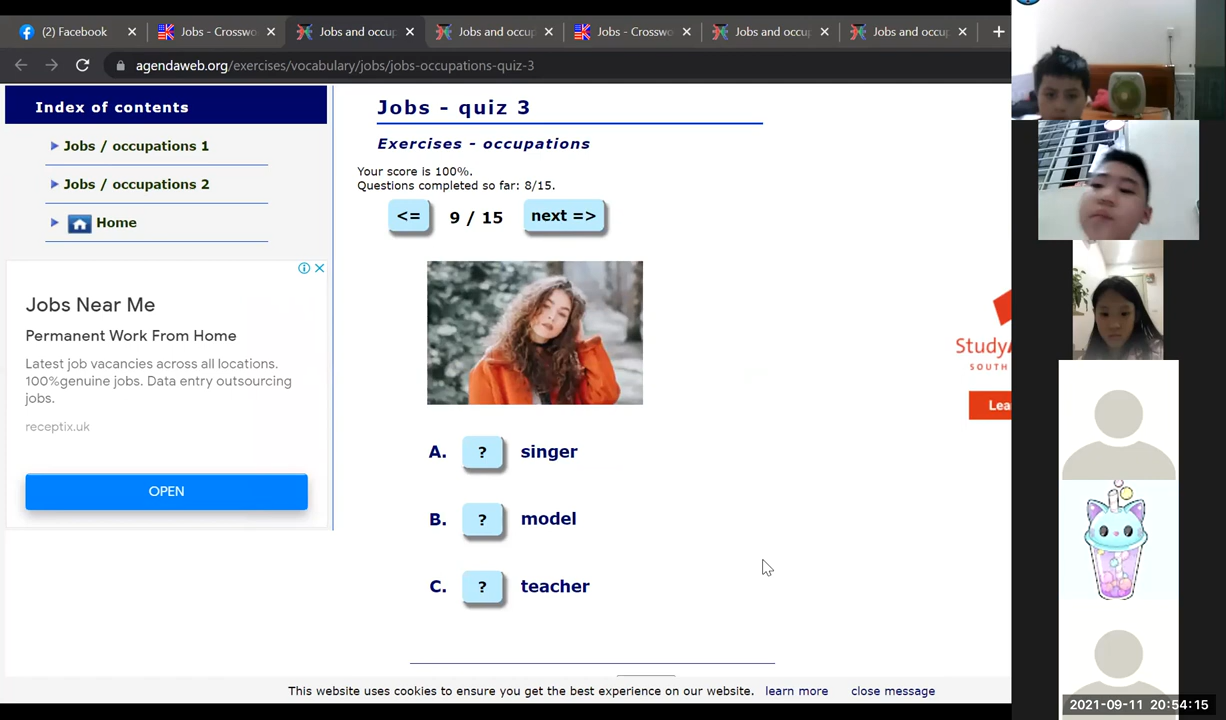 (2) Facebook
Jobs - Crossw
Jobs and occup
Jobs and occup
Jobs - Crossw
Jobs and occup
Jobs and occup
agendaweb.org/exercises/vocabulary/jobs/jobs-occupations-quiz-3
Index of contents
Jobs / occupations 1
Jobs / occupations 2
Home
Jobs Near Me
Permanent Work From Home
Latest job vacancies across all locations.
100%genuine jobs. Data entry outsourcing
jobs.
receptix.uk
OPEN
Jobs - quiz 3
Exercises - occupations
Your score is 100%.
Questions completed so far: 8/15.
<= 9 / 15 next =>
A. ? singer
B. ? model
C. ? teacher
StudyA
SOUTH
Lea
This website uses cookies to ensure you get the best experience on our website. learn more close message
2021-09-11 20:54:15